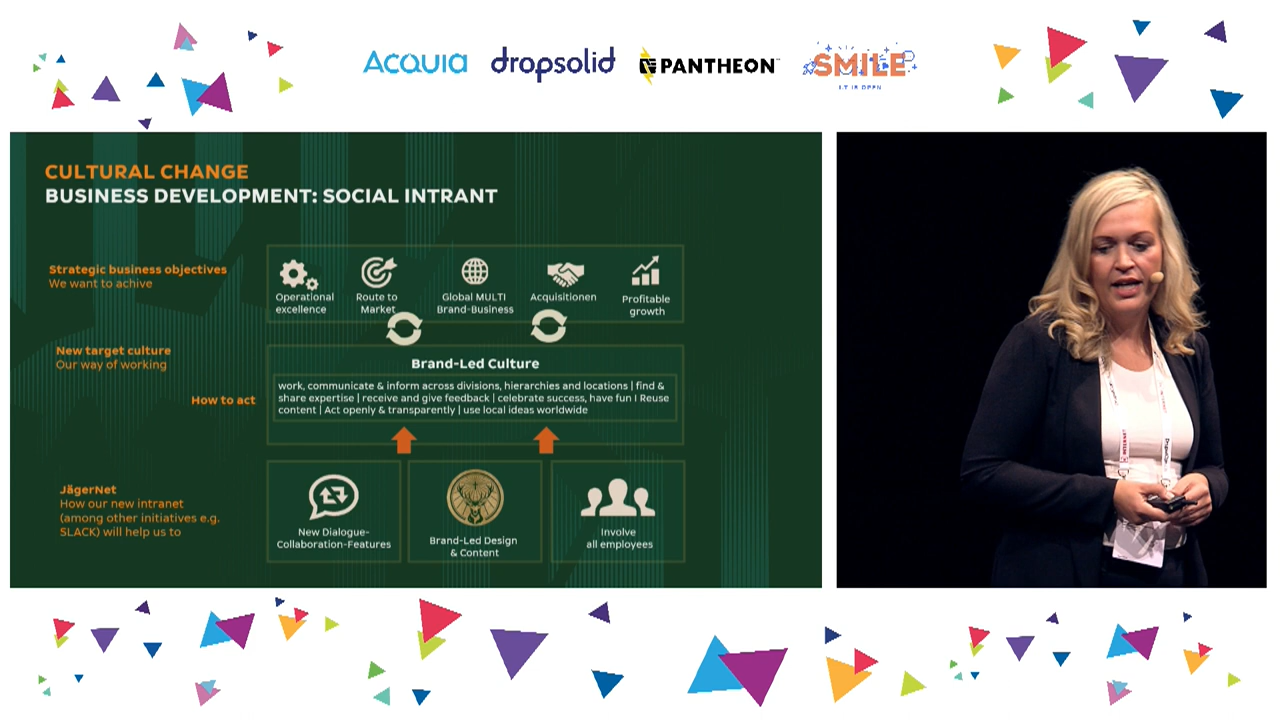 ACQUIA dropsolid PANTHEON SMILE
I.T IS OPEN
CULTURAL CHANGE
BUSINESS DEVELOPMENT: SOCIAL INTRANT
Strategic business objectives
We want to achive
Operational
excellence
Route to
Market
Global MULTI
Brand-Business
Acquisitionen
Profitable
growth
New target culture
Our way of working
Brand-Led Culture
How to act
work, communicate & inform across divisions, hierarchies and locations | find &
share expertise | receive and give feedback | celebrate success, have fun I Reuse
content | Act openly & transparently | use local ideas worldwide
JägerNet
How our new intranet
(among other initiatives e.g.
SLACK) will help us to
New Dialogue-
Collaboration-Features
Brand-Led Design
& Content
Involve
all employees